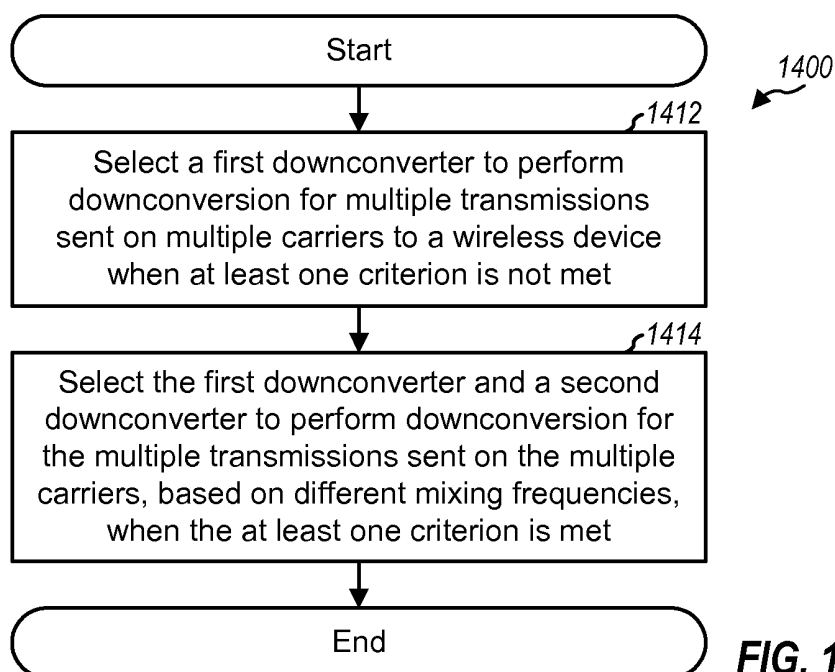 Start
1400
1412
Select a first downconverter to perform
downconversion for multiple transmissions
sent on multiple carriers to a wireless device
when at least one criterion is not met
1414
Select the first downconverter and a second
downconverter to perform downconversion for
the multiple transmissions sent on the multiple
carriers, based on different mixing frequencies,
when the at least one criterion is met
End
FIG. 1